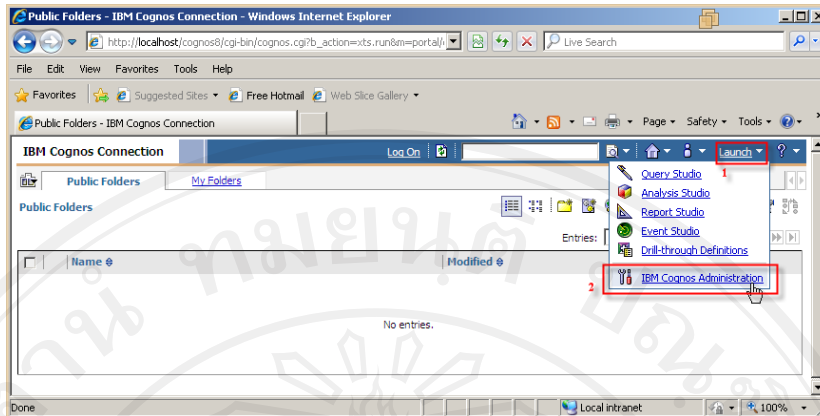 Public Folders - IBM Cognos Connection - Windows Internet Explorer
http://localhost/cognos8/cgi-bin/cognos.cgi?b_action=xts.run&m=portal/
Live Search
File Edit View Favorites Tools Help
Favorites Suggested Sites Free Hotmail Web Slice Gallery
Public Folders - IBM Cognos Connection
Page Safety Tools
IBM Cognos Connection
Log On
Launch
1
Public Folders
My Folders
Query Studio
Analysis Studio
Report Studio
Event Studio
Drill-through Definitions
2
IBM Cognos Administration
Public Folders
Entries:
Name
Modified
No entries.
Done
Local intranet
100%